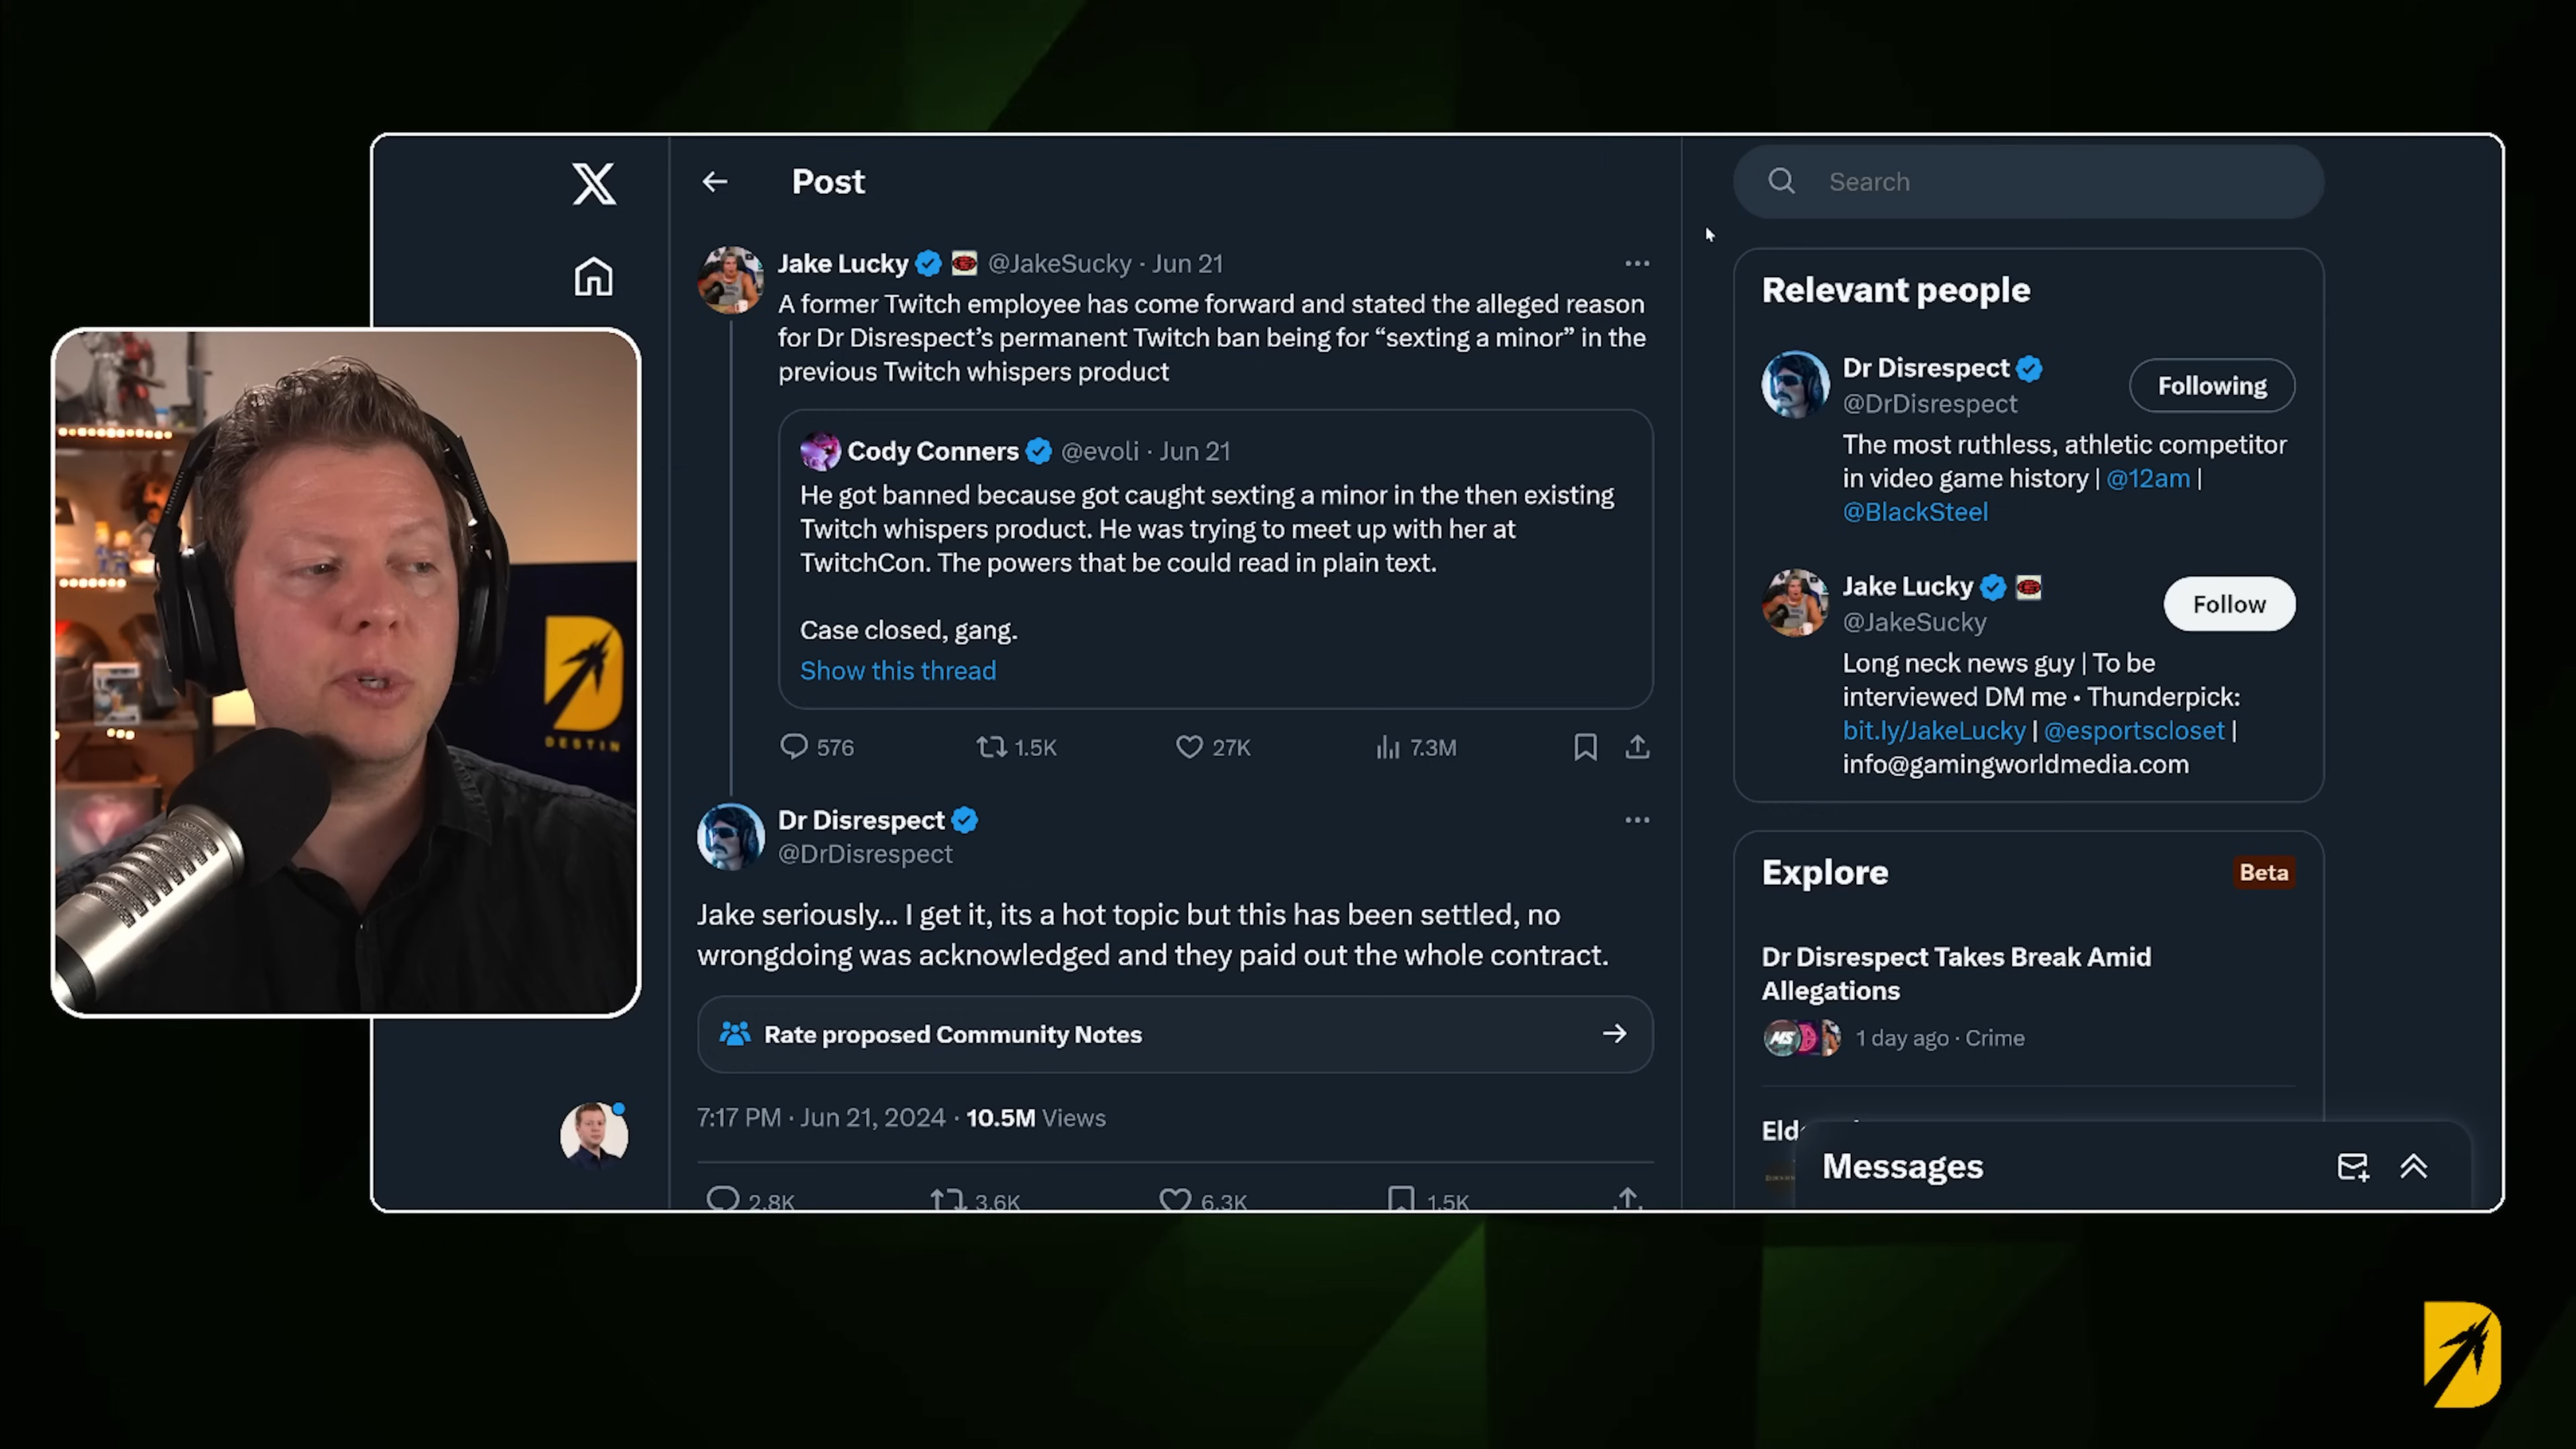 Post
Jake Lucky @JakeSucky · Jun 21
A former Twitch employee has come forward and stated the alleged reason
for Dr Disrespect’s permanent Twitch ban being for “sexting a minor” in the
previous Twitch whispers product
Cody Conners @evoli · Jun 21
He got banned because got caught sexting a minor in the then existing
Twitch whispers product. He was trying to meet up with her at
TwitchCon. The powers that be could read in plain text.
Case closed, gang.
Show this thread
576 1.5K 27K 7.3M
Dr Disrespect
@DrDisrespect
Jake seriously... I get it, its a hot topic but this has been settled, no
wrongdoing was acknowledged and they paid out the whole contract.
Rate proposed Community Notes
7:17 PM · Jun 21, 2024 · 10.5M Views
2.8K 3.6K 6.3K 1.5K
Search
Relevant people
Dr Disrespect
@DrDisrespect
Following
The most ruthless, athletic competitor
in video game history | @12am |
@BlackSteel
Jake Lucky
@JakeSucky
Follow
Long neck news guy | To be
interviewed DM me • Thunderpick:
bit.ly/JakeLucky | @esportscloset |
info@gamingworldmedia.com
Explore
Beta
Dr Disrespect Takes Break Amid
Allegations
1 day ago · Crime
Messages
DESTIN